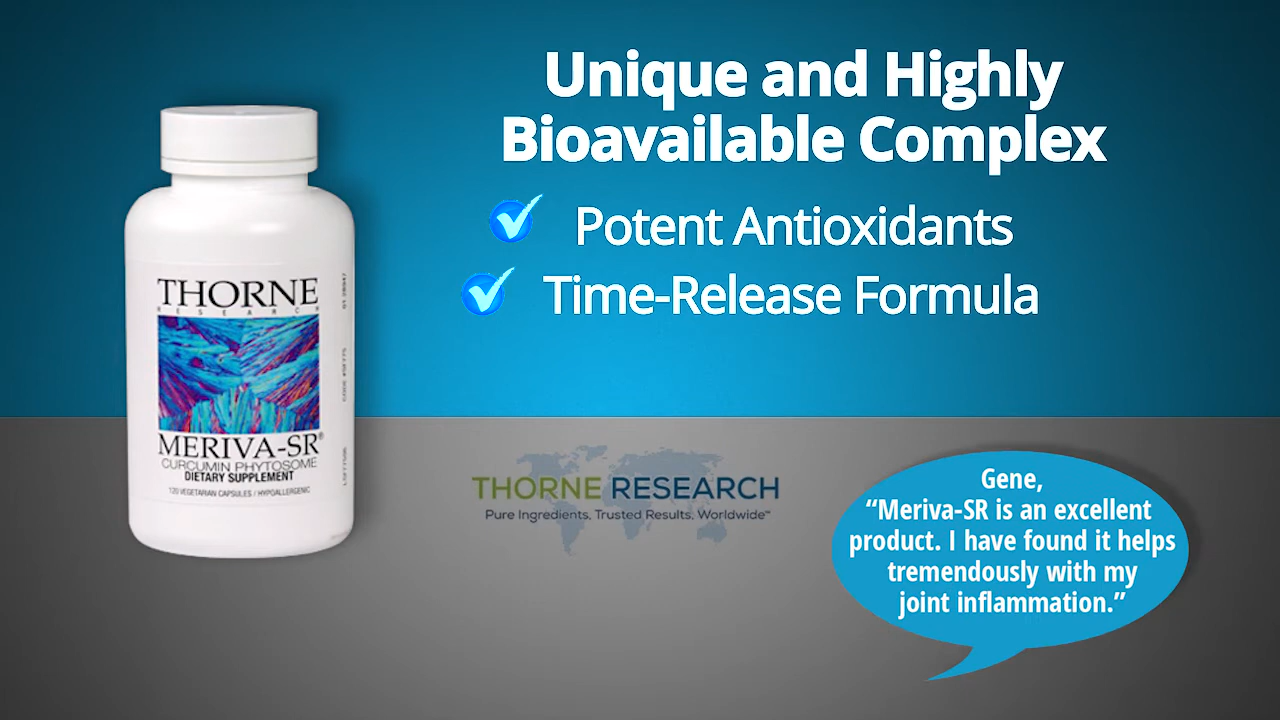 Unique and Highly
Bioavailable Complex
Potent Antioxidants
Time-Release Formula
THORNE
RESEARCH
MERIVA-SR®
CURCUMIN PHYTOSOME
DIETARY SUPPLEMENT
120 VEGETARIAN CAPSULES / HYPOALLERGENIC
THORNE RESEARCH
Pure Ingredients, Trusted Results, Worldwide™
Gene,
“Meriva-SR is an excellent
product. I have found it helps
tremendously with my
joint inflammation.”